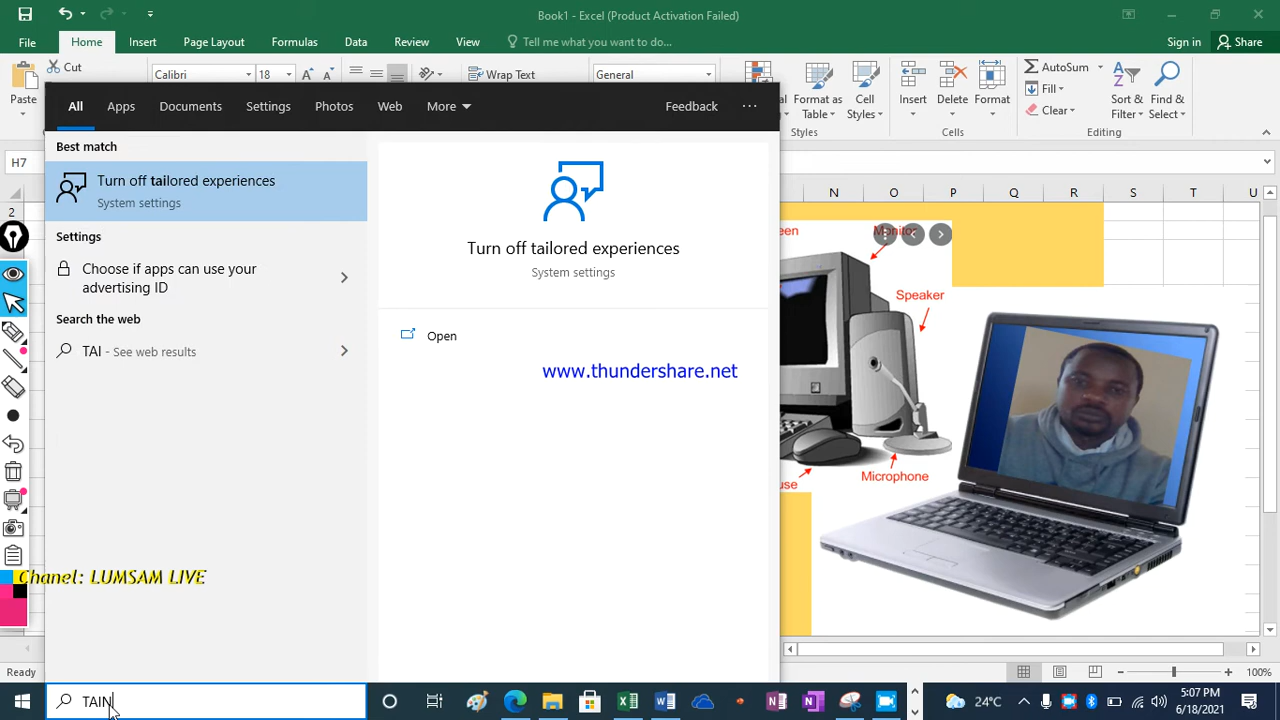 Book1 - Excel (Product Activation Failed)
File Home Insert Page Layout Formulas Data Review View Tell me what you want to do... Sign in Share
Cut Calibri 18 Wrap Text General AutoSum
Paste Format as Table Cell Styles Insert Delete Format Fill Clear Sort & Filter Find & Select
Styles Cells Editing
All Apps Documents Settings Photos Web More Feedback
H7
Best match
Turn off tailored experiences
System settings
Settings
Choose if apps can use your
advertising ID
Search the web
TAI - See web results
Turn off tailored experiences
System settings
Open
www.thundershare.net
N O P Q R S T U
2
Monitor
Speaker
Microphone
Chanel: LUMSAM LIVE
Ready 100%
TAIN
24°C 5:07 PM
6/18/2021